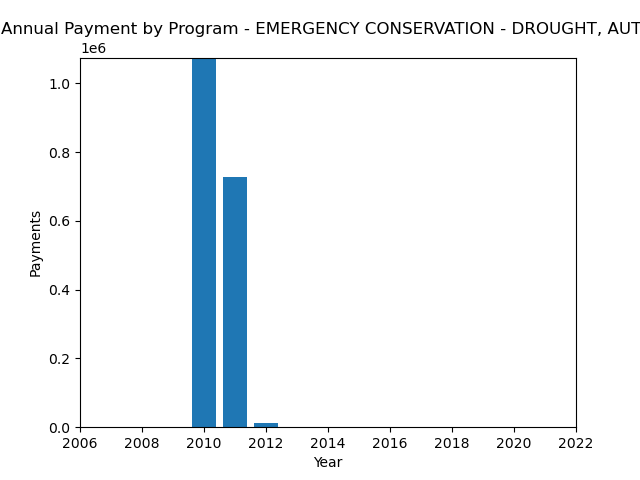 Annual Payment by Program - EMERGENCY CONSERVATION - DROUGHT, AUT
1e6
1.0
0.8
0.6
0.4
0.2
0.0
Payments
2006 2008 2010 2012 2014 2016 2018 2020 2022
Year